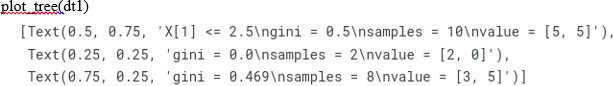 plot_tree(dt1)
[Text(0.5, 0.75, 'X[1] <= 2.5\ngini = 0.5\nsamples = 10\nvalue = [5, 5]'),
Text(0.25, 0.25, 'gini = 0.0\nsamples = 2\nvalue = [2, 0]'),
Text(0.75, 0.25, 'gini = 0.469\nsamples = 8\nvalue = [3, 5]')]